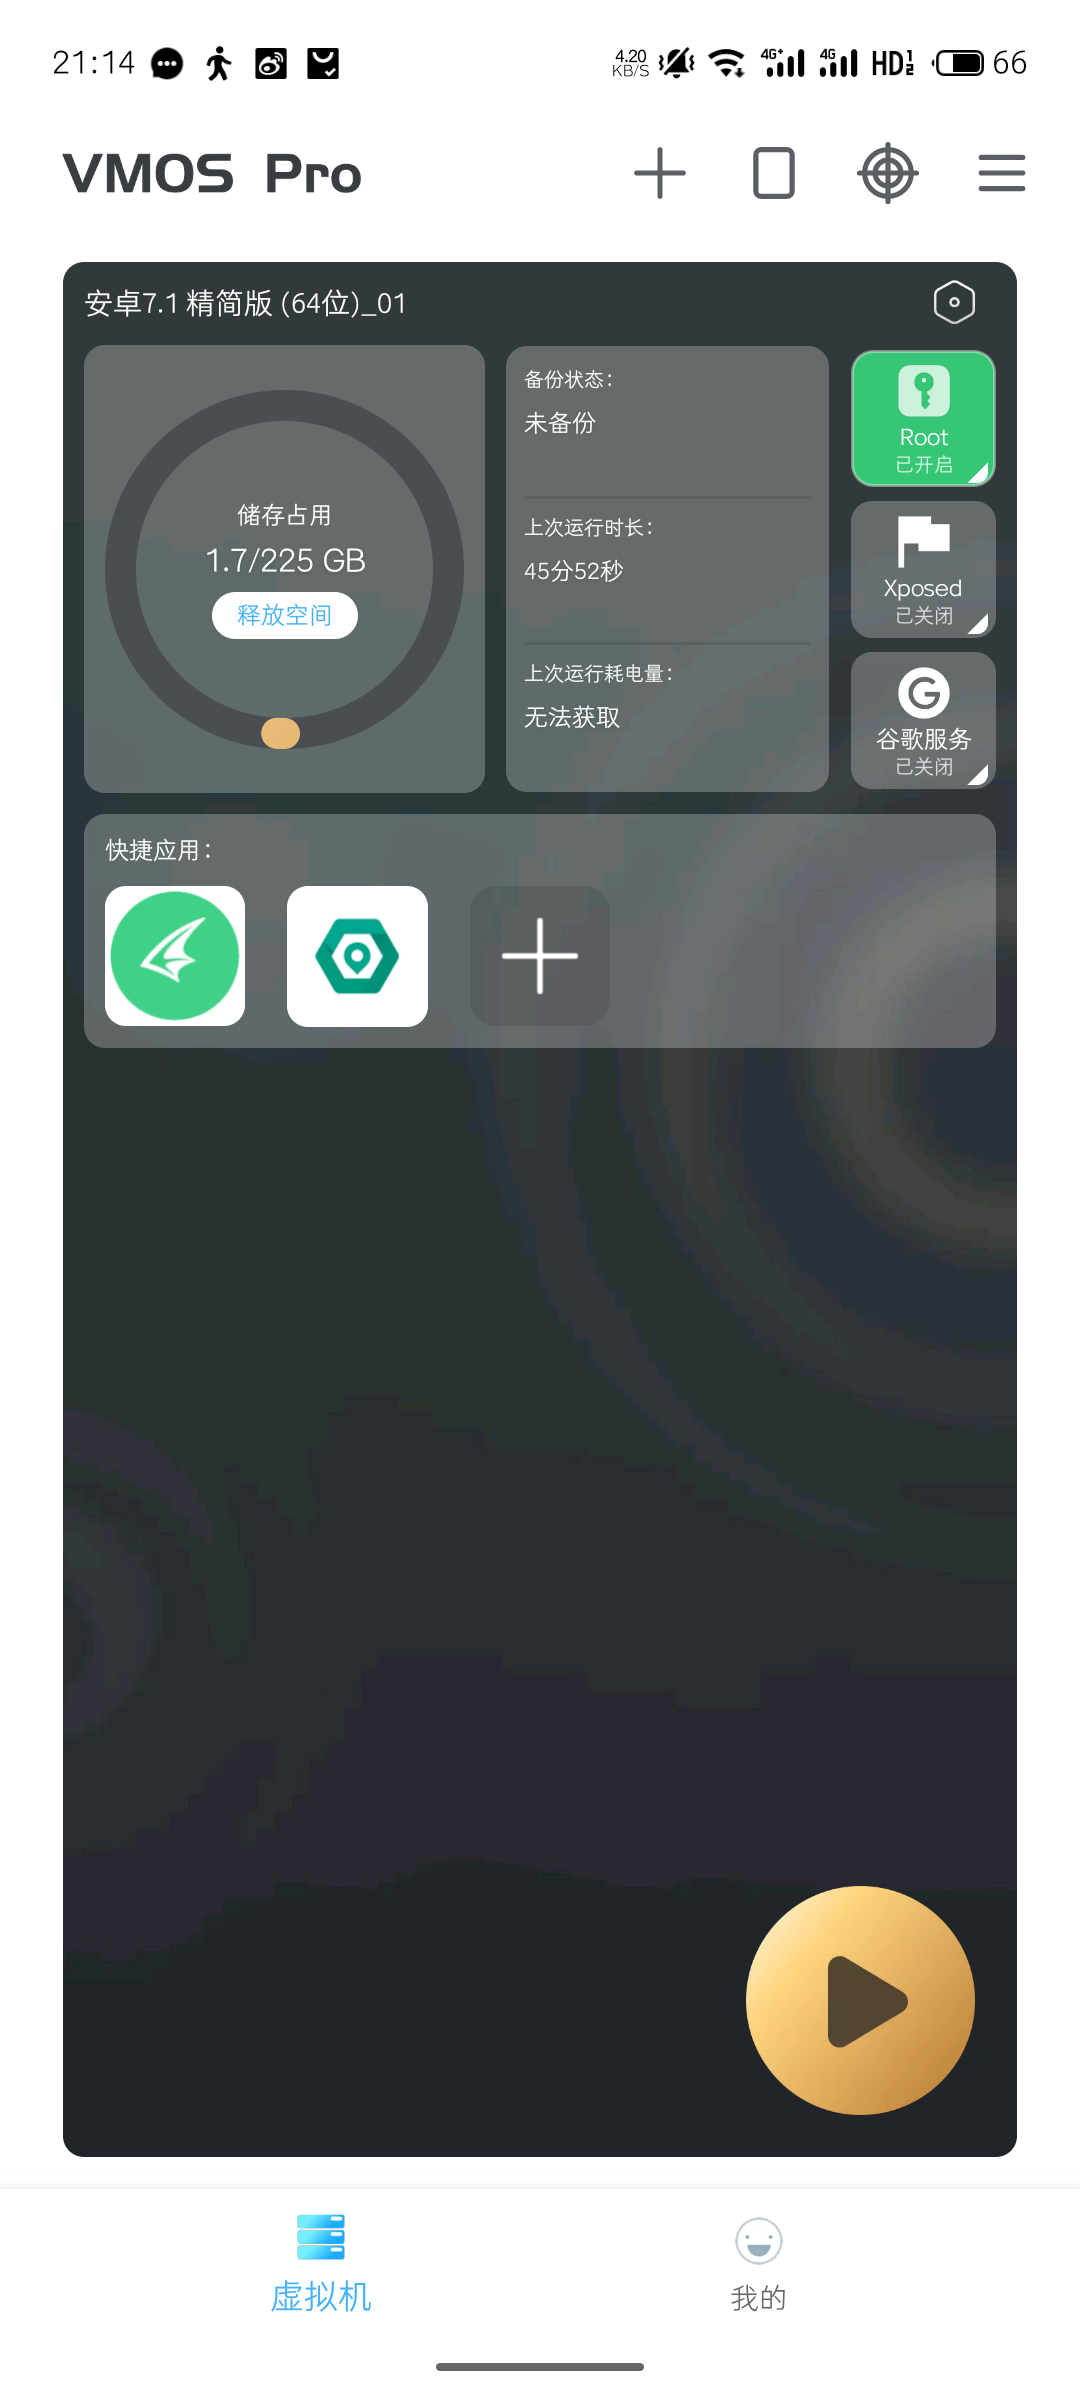 21:14
4.20 KB/S
4G+
4G
HD 1 2
66
VMOS Pro
安卓7.1 精简版 (64位)_01
储存占用
1.7/225 GB
释放空间
备份状态：
未备份
上次运行时长：
45分52秒
上次运行耗电量：
无法获取
Root
已开启
Xposed
已关闭
谷歌服务
已关闭
快捷应用：
虚拟机
我的